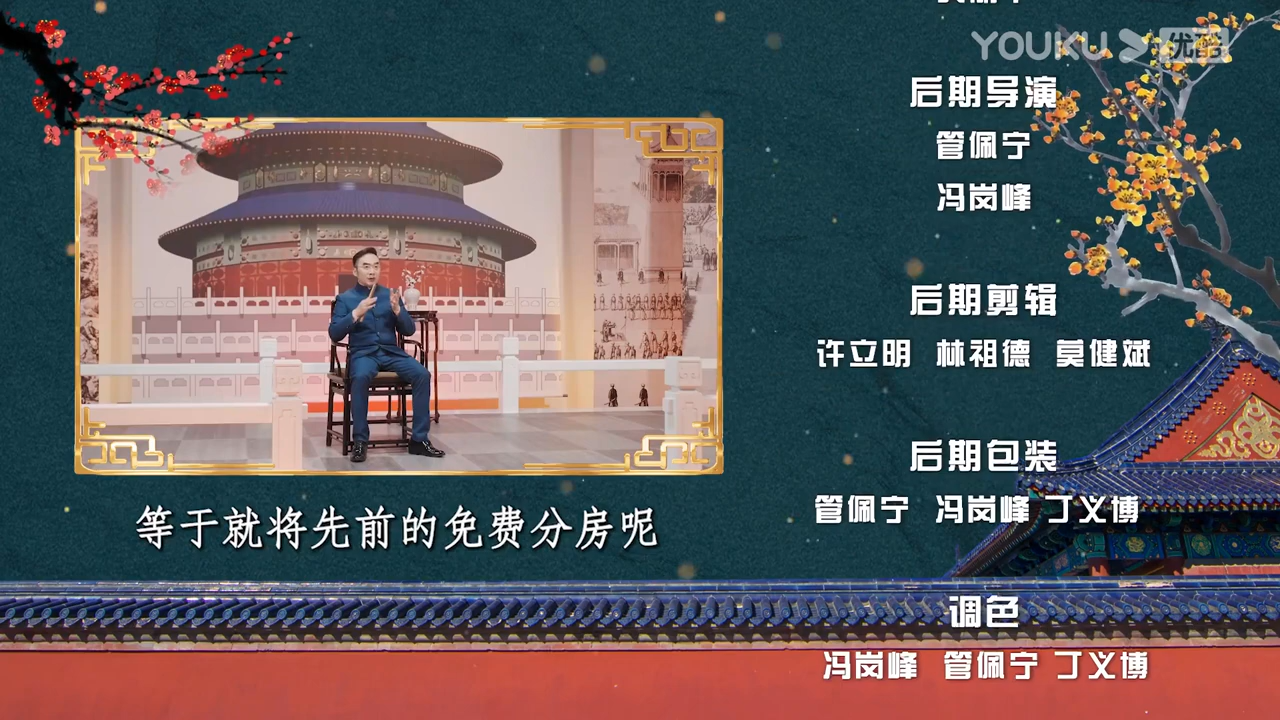 YOUKU 优酷
后期导演
管佩宁
冯岗峰
后期剪辑
许立明 林祖德 莫健斌
后期包装
管佩宁 冯岗峰 丁义博
等于就将先前的免费分房呢
调色
冯岗峰 管佩宁 丁义博